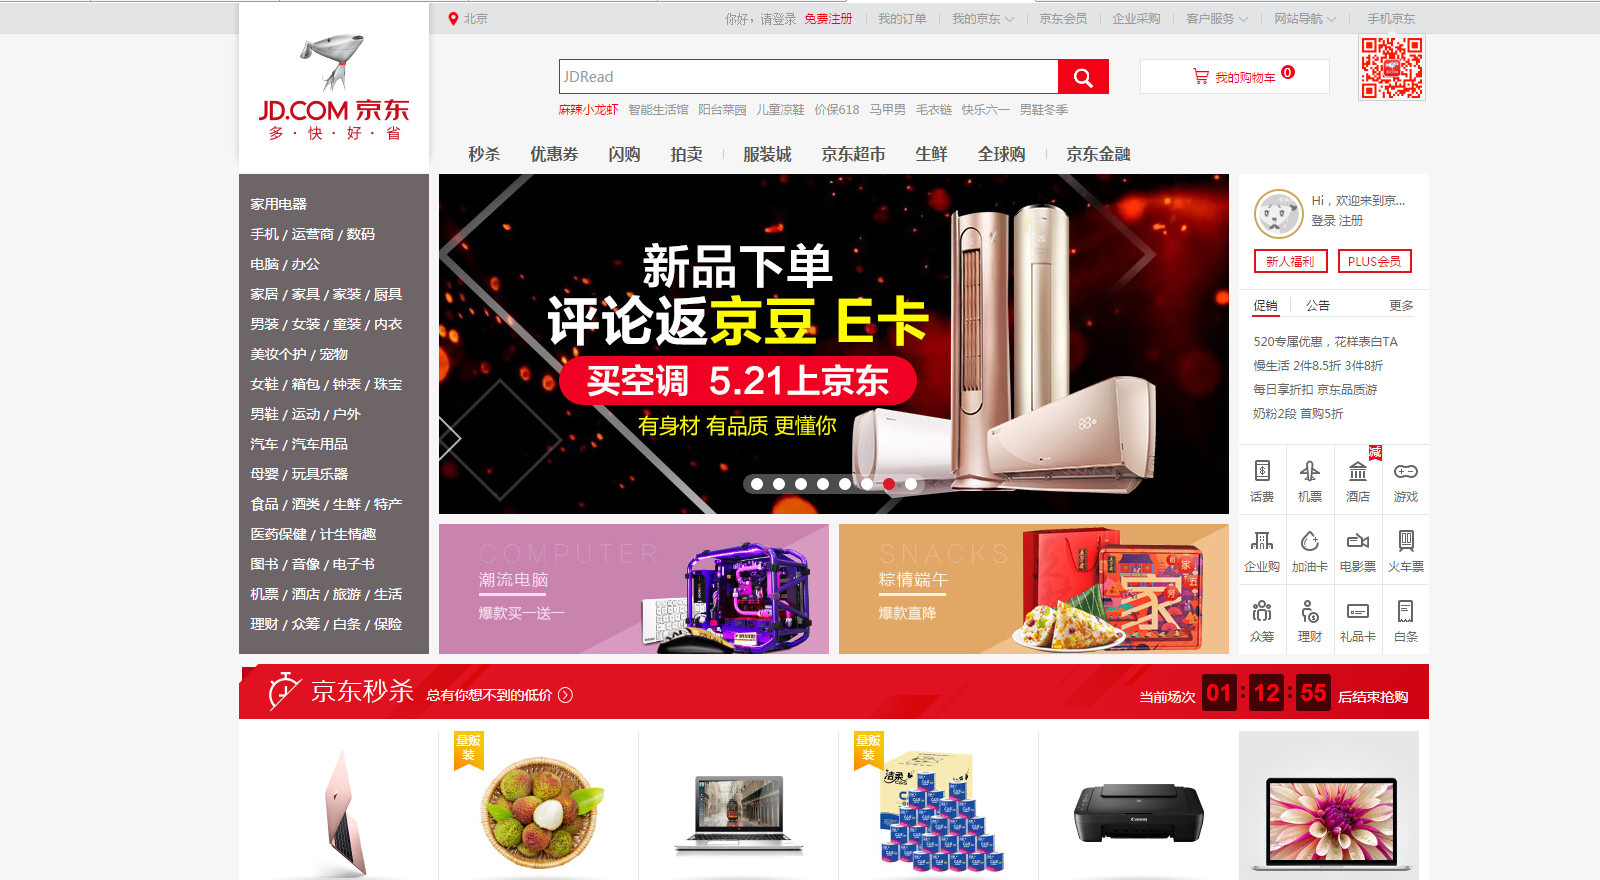 北京
你好，请登录 免费注册
我的订单
我的京东
京东会员
企业采购
客户服务
网站导航
手机京东
JD.COM 京东
多·快·好·省
JDRead
我的购物车 0
麻辣小龙虾 智能生活馆 阳台菜园 儿童凉鞋 价保618 马甲男 毛衣链 快乐六一 男鞋冬季
秒杀 优惠券 闪购 拍卖 服装城 京东超市 生鲜 全球购 京东金融
家用电器
手机 / 运营商 / 数码
电脑 / 办公
家居 / 家具 / 家装 / 厨具
男装 / 女装 / 童装 / 内衣
美妆个护 / 宠物
女鞋 / 箱包 / 钟表 / 珠宝
男鞋 / 运动 / 户外
汽车 / 汽车用品
母婴 / 玩具乐器
食品 / 酒类 / 生鲜 / 特产
医药保健 / 计生情趣
图书 / 音像 / 电子书
机票 / 酒店 / 旅游 / 生活
理财 / 众筹 / 白条 / 保险
新品下单
评论返京豆 E卡
买空调 5.21上京东
有身材 有品质 更懂你
COMPUTER
潮流电脑
爆款买一送一
SNACKS
粽情端午
爆款直降
家
Hi，欢迎来到京...
登录 注册
新人福利 PLUS会员
促销 公告 更多
520专属优惠，花样表白TA
慢生活 2件8.5折 3件8折
每日享折扣 京东品质游
奶粉2段 首购5折
减
话费 机票 酒店 游戏
企业购 加油卡 电影票 火车票
众筹 理财 礼品卡 白条
京东秒杀 总有你想不到的低价
当前场次 01:12:55 后结束抢购
量贩装
量贩装
洁柔
Canon